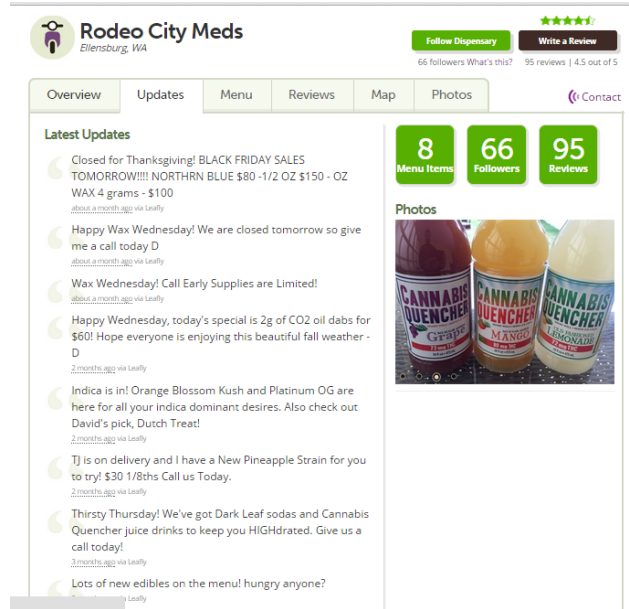 Rodeo City Meds
Ellensburg, WA
Follow Dispensary
Write a Review
66 followers What's this?
95 reviews | 4.5 out of 5
Overview
Updates
Menu
Reviews
Map
Photos
Contact
Latest Updates
Closed for Thanksgiving! BLACK FRIDAY SALES
TOMORROW!!!! NORTHRN BLUE $80 -1/2 OZ $150 - OZ
WAX 4 grams - $100
about a month ago via Leafly
Happy Wax Wednesday! We are closed tomorrow so give
me a call today D
about a month ago via Leafly
Wax Wednesday! Call Early Supplies are Limited!
about a month ago via Leafly
Happy Wednesday, today's special is 2g of CO2 oil dabs for
$60! Hope everyone is enjoying this beautiful fall weather -
D
2 months ago via Leafly
Indica is in! Orange Blossom Kush and Platinum OG are
here for all your indica dominant desires. Also check out
David's pick, Dutch Treat!
2 months ago via Leafly
TJ is on delivery and I have a New Pineapple Strain for you
to try! $30 1/8ths Call us Today.
2 months ago via Leafly
Thirsty Thursday! We've got Dark Leaf sodas and Cannabis
Quencher juice drinks to keep you HIGHdrated. Give us a
call today!
3 months ago via Leafly
Lots of new edibles on the menu! hungry anyone?
via Leafly
8
Menu Items
66
Followers
95
Reviews
Photos
CANNABIS
QUENCHER
Grape
CANNABIS
QUENCHER
MANGO
CANNABIS
QUENCHER
OLD FASHIONED
LEMONADE